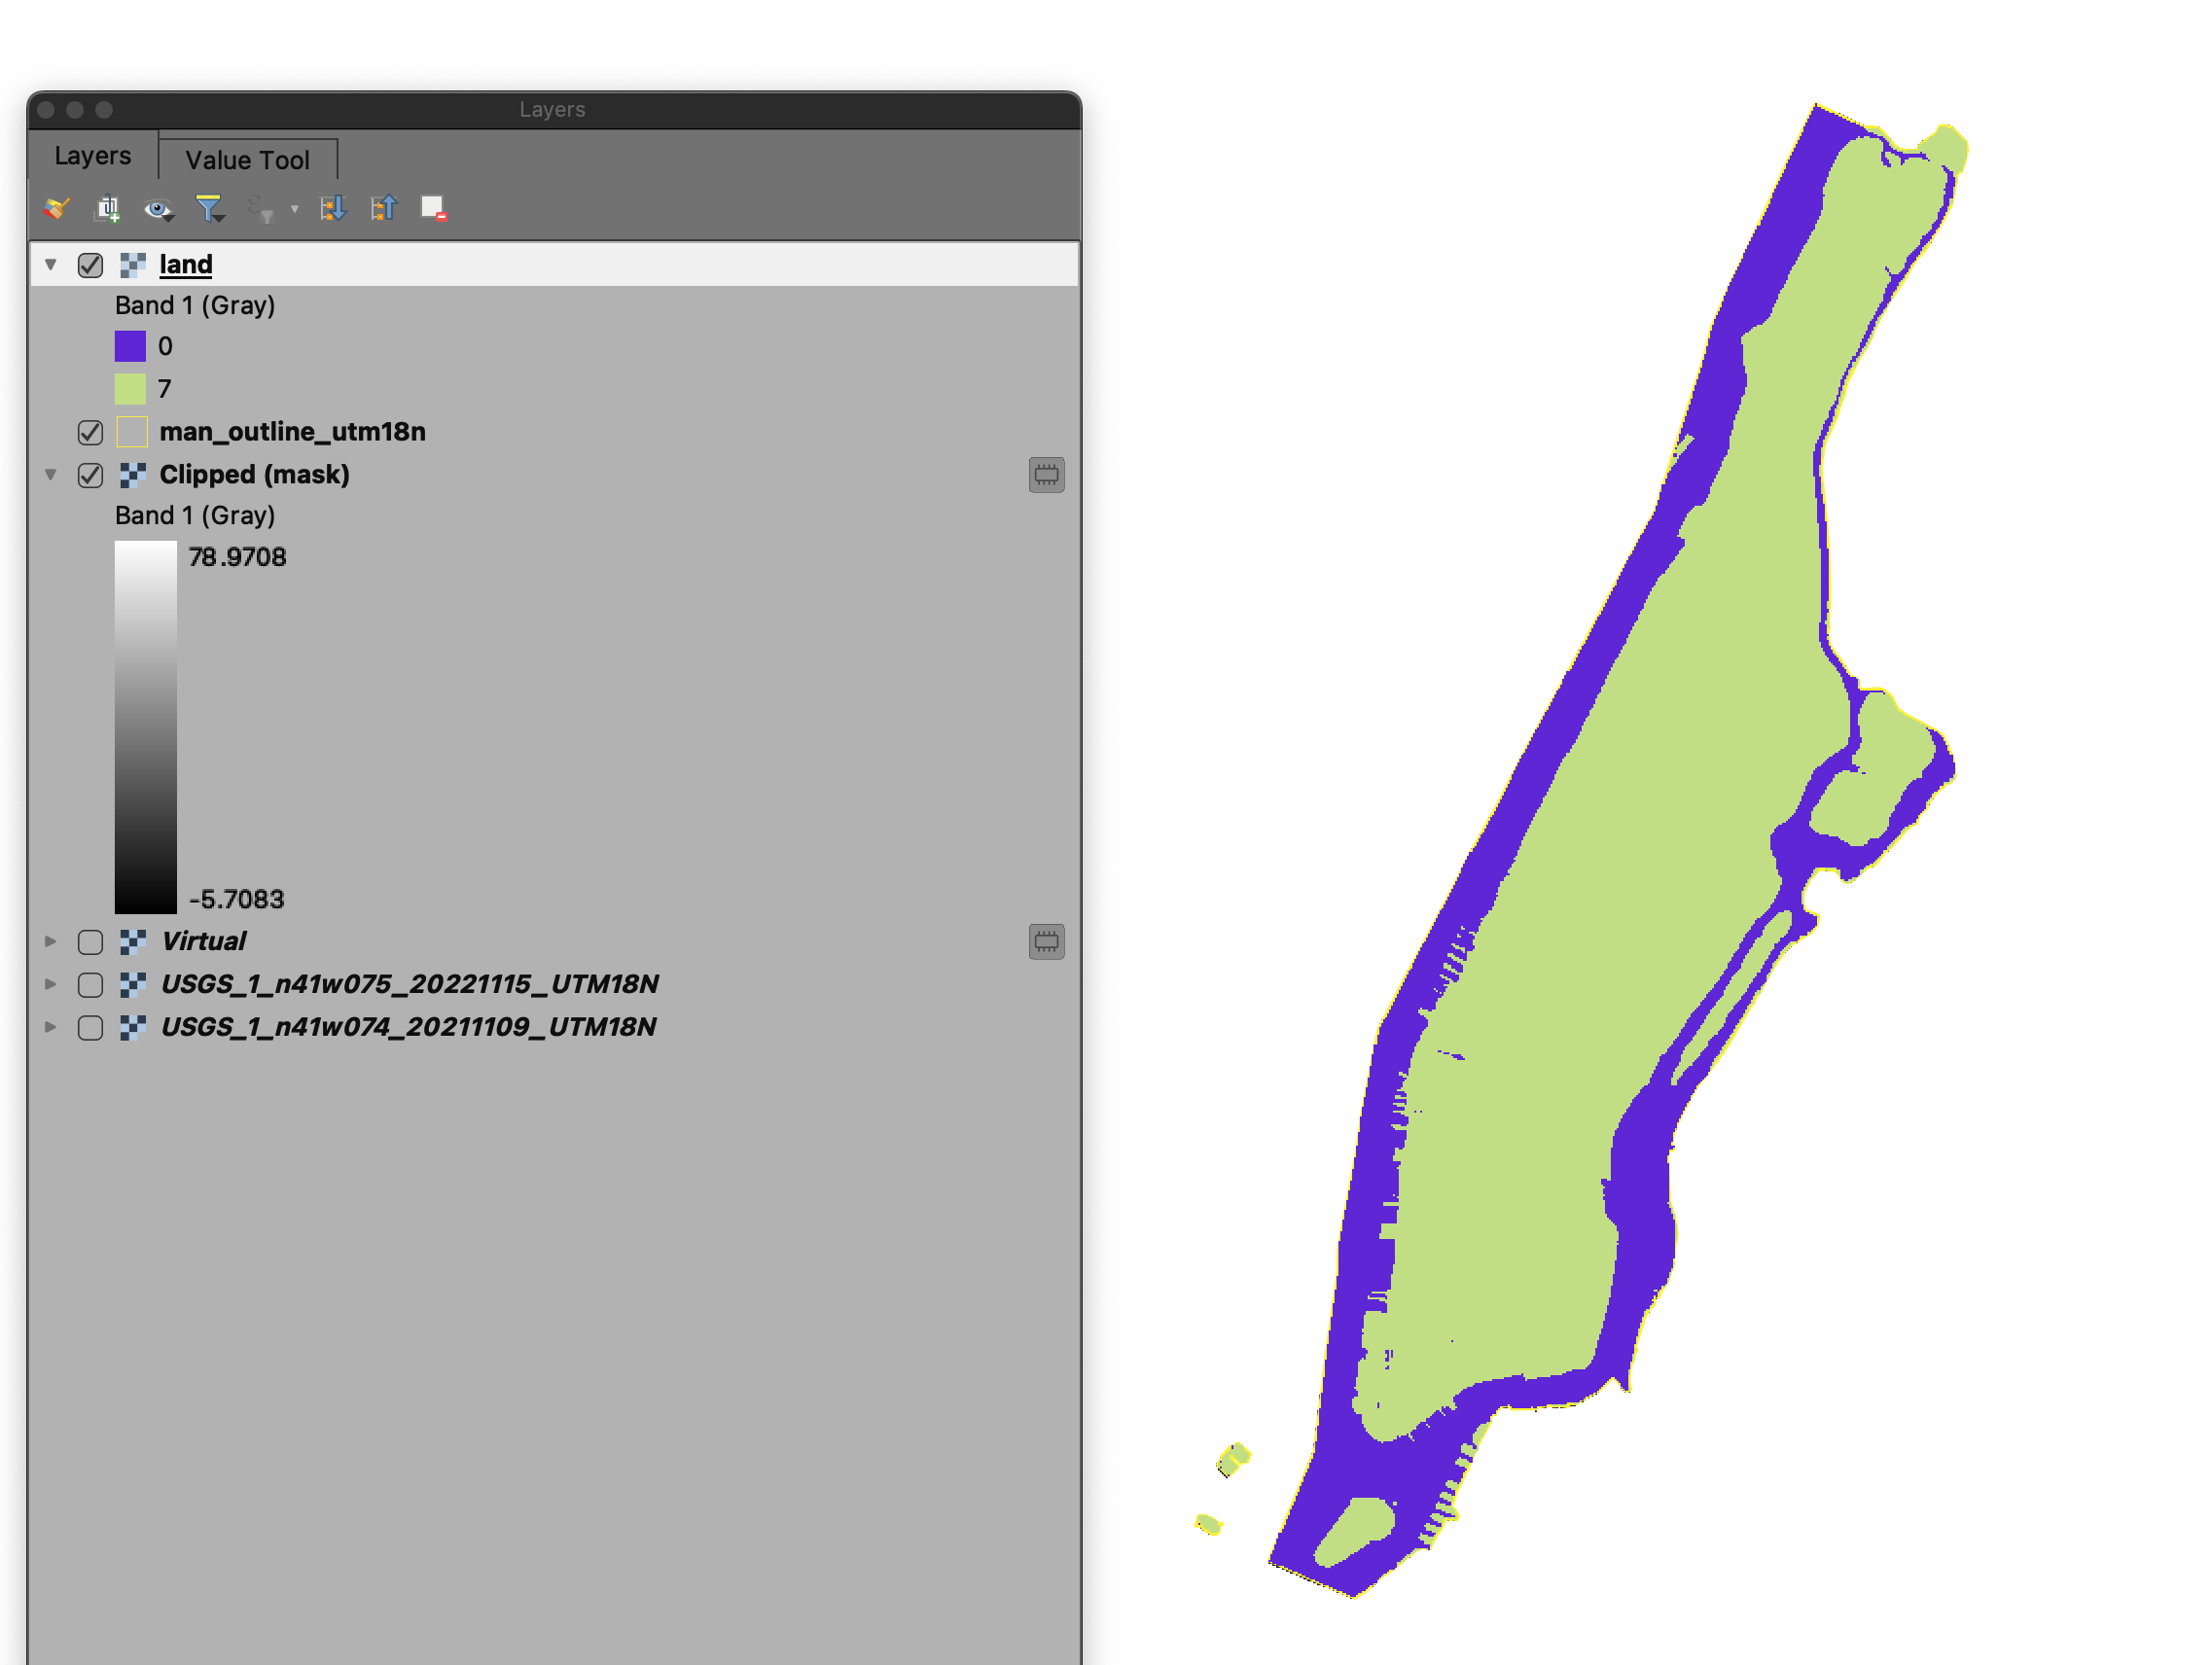 Layers
Layers
Value Tool
land
Band 1 (Gray)
0
7
man_outline_utm18n
Clipped (mask)
Band 1 (Gray)
78.9708
-5.7083
Virtual
USGS_1_n41w075_20221115_UTM18N
USGS_1_n41w074_20211109_UTM18N